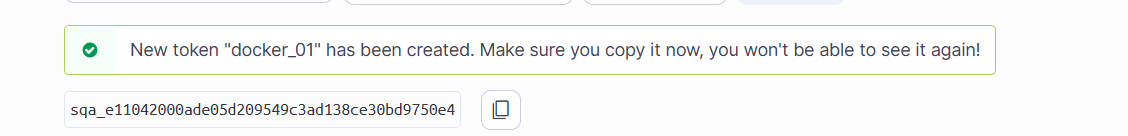 New token "docker_01" has been created. Make sure you copy it now, you won't be able to see it again!
sqa_e11042000ade05d209549c3ad138ce30bd9750e4